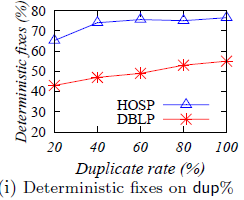 Deterministic fixes (%)
80
70
60
50
40
30
20
HOSP
DBLP
20 40 60 80 100
Duplicate rate (%)
(i) Deterministic fixes on dup%